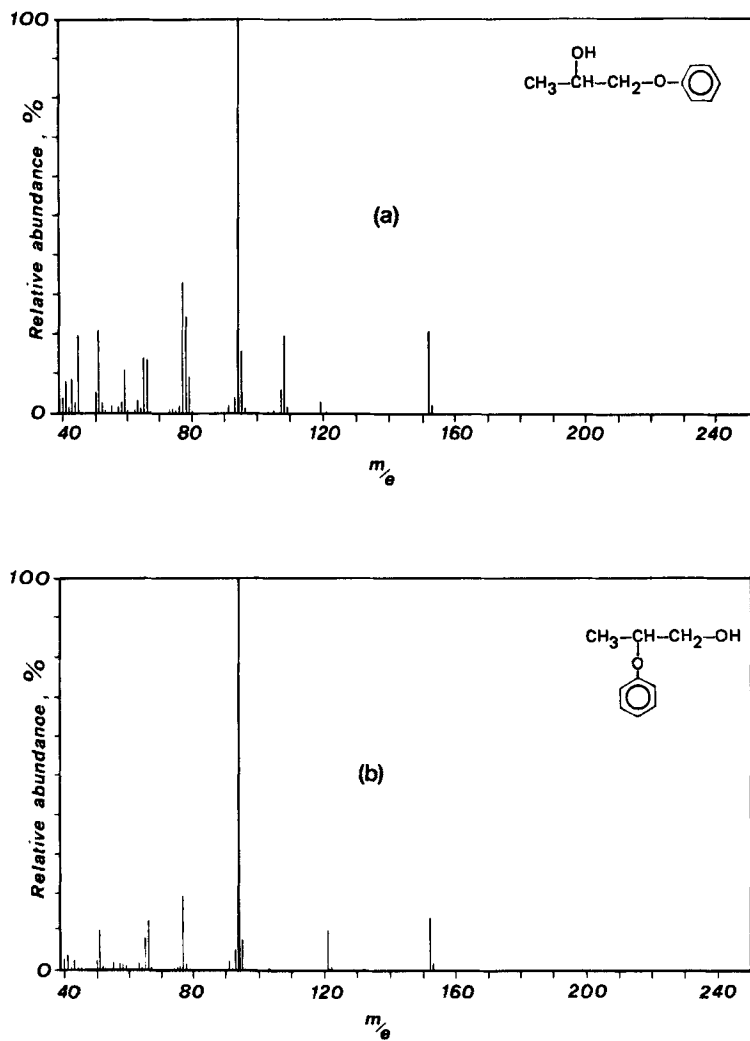 100
Relative abundance, %
OH
CH3-CH-CH2-O-
(a)
0
40 80 120 160 200 240
m/e
100
Relative abundance, %
CH3-CH-CH2-OH
O
(b)
0
40 80 120 160 200 240
m/e